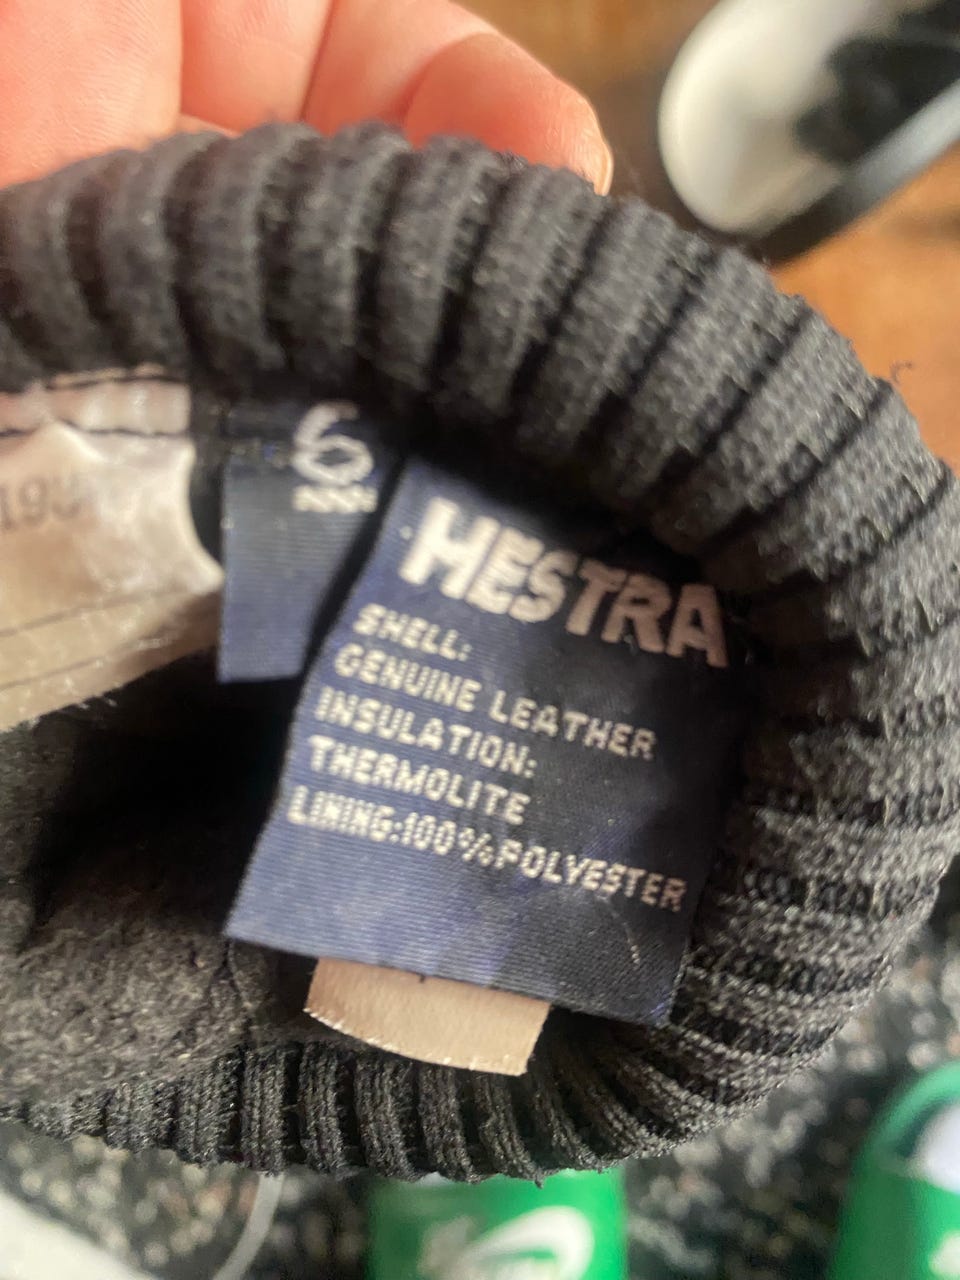 6
HESTRA
SHELL:
GENUINE LEATHER
INSULATION:
THERMOLITE
LINING:100%POLYESTER